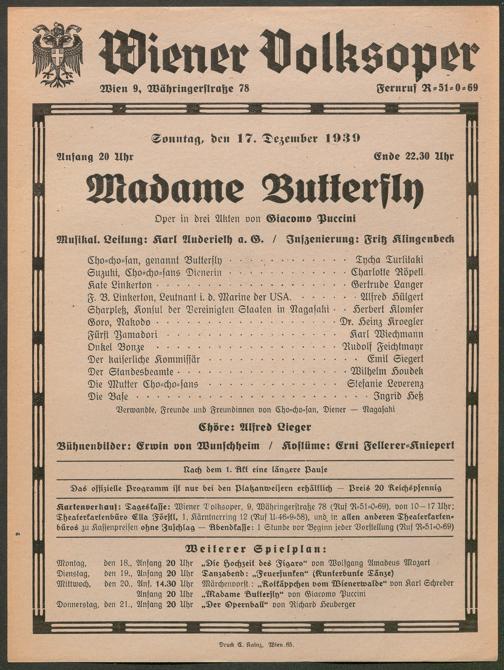 Wiener Volksoper
Wien 9, Währingerstraße 78 Fernruf R=51=0=69
Sonntag, den 17. Dezember 1939
Anfang 20 Uhr Ende 22.30 Uhr
Madame Butterfly
Oper in drei Akten von Giacomo Puccini
Musikal. Leitung: Karl Auderieth a. G. / Inszenierung: Fritz Klingenbeck
Cho=cho=san, genannt Butterfly Tycha Turlitaki
Suzuki, Cho=cho=sans Dienerin Charlotte Röpell
Kate Linkerton Gertrude Langer
F. B. Linkerton, Leutnant i. d. Marine der USA. Alfred Hülgert
Sharpleß, Konsul der Vereinigten Staaten in Nagasaki Herbert Klomser
Goro, Nakodo Dr. Heinz Kroegler
Fürst Yamadori Karl Wiechmann
Onkel Bonze Rudolf Feichtmayr
Der kaiserliche Kommissär Emil Siegert
Der Standesbeamte Wilhelm Houdek
Die Mutter Cho=cho=sans Stefanie Leverenz
Die Base Ingrid Heß
Verwandte, Freunde und Freundinnen von Cho=cho=san, Diener — Nagasaki
Chöre: Alfred Lieger
Bühnenbilder: Erwin von Wunschheim / Kostüme: Erni Fellerer=Kniepert
Nach dem 1. Akt eine längere Pause
Das offizielle Programm ist nur bei den Platzanweisern erhältlich — Preis 20 Reichspfennig
Kartenverkauf: Tageskasse: Wiener Volksoper, 9, Währingerstraße 78 (Ruf R=51=0=69), von 10—17 Uhr;
Theaterkartenbüro Ella Förstl, 1, Kärntnerring 12 (Ruf U=46=9=58), und in allen anderen Theaterkarten=
büros zu Kassenpreisen ohne Zuschlag — Abendkasse: 1 Stunde vor Beginn jeder Vorstellung (Ruf R=51=0=69)
Weiterer Spielplan:
Montag, den 18., Anfang 20 Uhr „Die Hochzeit des Figaro“ von Wolfgang Amadeus Mozart
Dienstag, den 19., Anfang 20 Uhr Tanzabend: „Feuerfunken“ (Kunterbunte Tänze)
Mittwoch, den 20., Anf. 14.30 Uhr Märchenvorst.: „Rotkäppchen vom Wienerwalde“ von Karl Schreder
Anfang 20 Uhr „Madame Butterfly“ von Giacomo Puccini
Donnerstag, den 21., Anfang 20 Uhr „Der Opernball“ von Richard Heuberger
Druck C. Kainz, Wien 65.